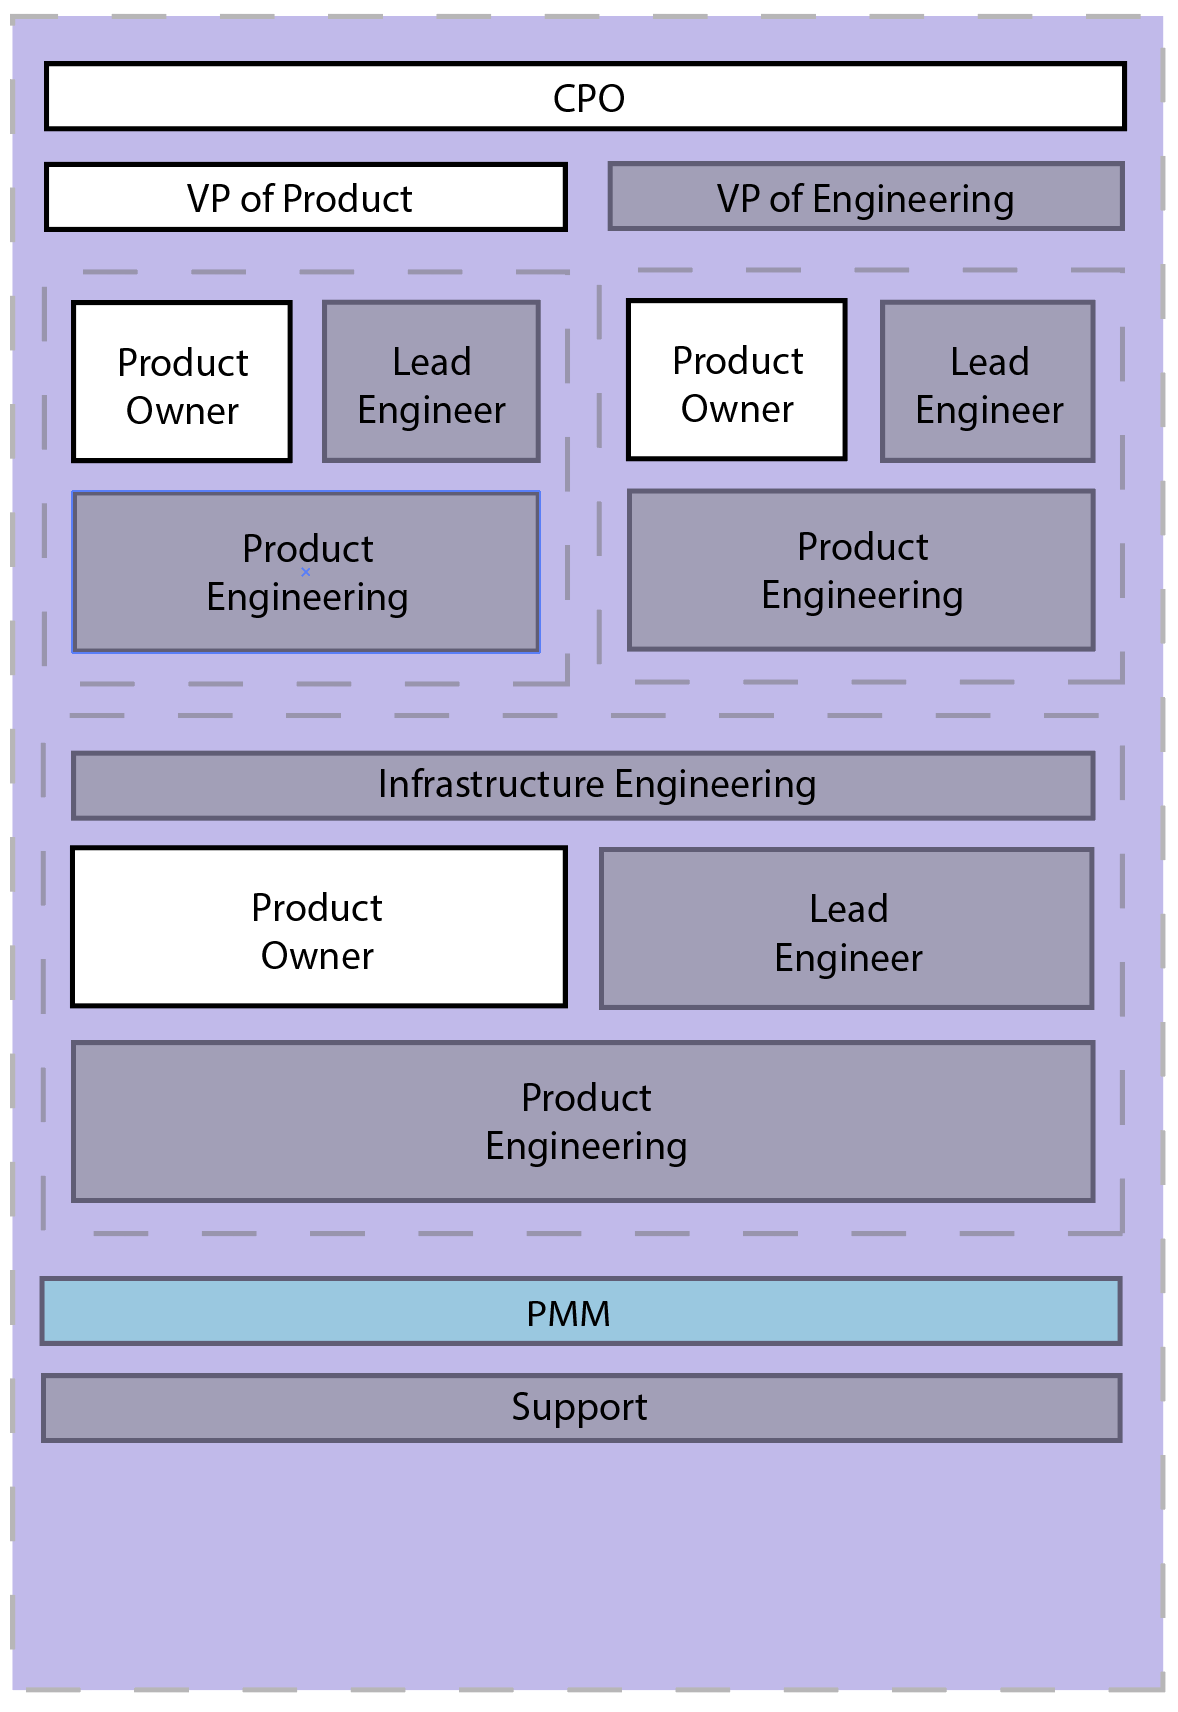 CPO
VP of Product
VP of Engineering
Product
Owner
Lead
Engineer
Product
Engineering
Product
Owner
Lead
Engineer
Product
Engineering
Infrastructure Engineering
Product
Owner
Lead
Engineer
Product
Engineering
PMM
Support